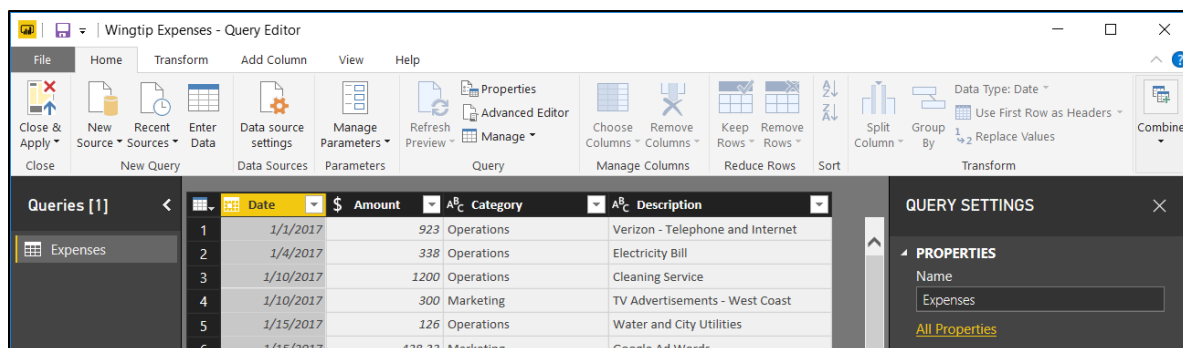 Wingtip Expenses - Query Editor
File Home Transform Add Column View Help
Close & Apply
New Source
Recent Sources
Enter Data
Data source settings
Manage Parameters
Refresh Preview
Properties
Advanced Editor
Manage
Choose Columns
Remove Columns
Keep Rows
Remove Rows
Split Column
Group By
Data Type: Date
Use First Row as Headers
Replace Values
Combine
Close New Query Data Sources Parameters Query Manage Columns Reduce Rows Sort Transform
Queries [1]
Expenses
Date $ Amount ABC Category ABC Description
1 1/1/2017 923 Operations Verizon - Telephone and Internet
2 1/4/2017 338 Operations Electricity Bill
3 1/10/2017 1200 Operations Cleaning Service
4 1/10/2017 300 Marketing TV Advertisements - West Coast
5 1/15/2017 126 Operations Water and City Utilities
QUERY SETTINGS
PROPERTIES
Name
Expenses
All Properties